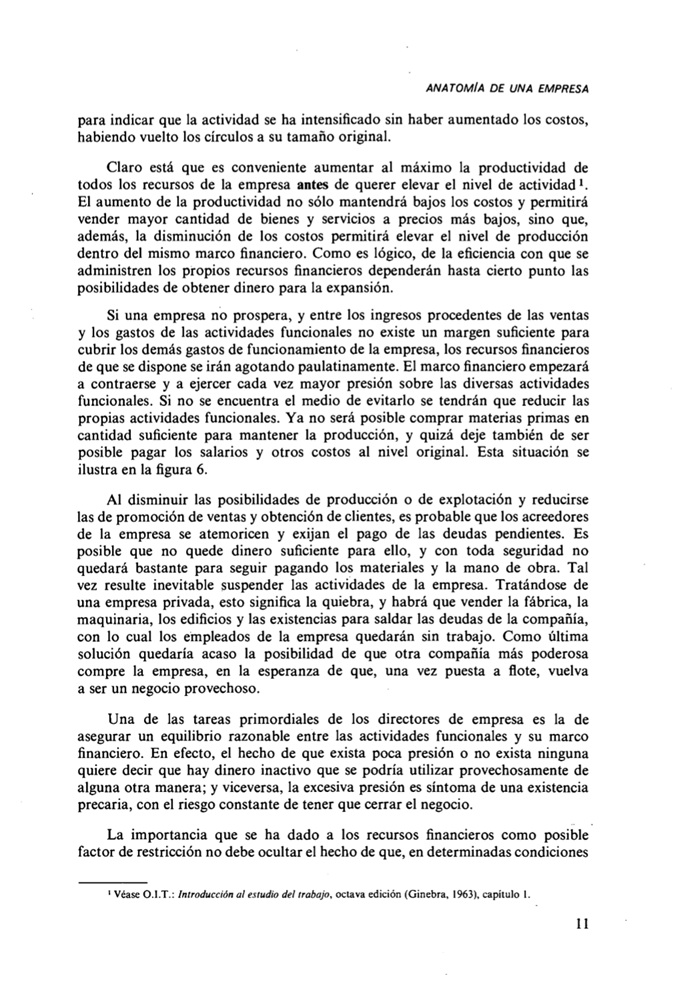 ANATOMÍA DE UNA EMPRESA
para indicar que la actividad se ha intensificado sin haber aumentado los costos,
habiendo vuelto los círculos a su tamaño original.
Claro está que es conveniente aumentar al máximo la productividad de
todos los recursos de la empresa antes de querer elevar el nivel de actividad ¹.
El aumento de la productividad no sólo mantendrá bajos los costos y permitirá
vender mayor cantidad de bienes y servicios a precios más bajos, sino que,
además, la disminución de los costos permitirá elevar el nivel de producción
dentro del mismo marco financiero. Como es lógico, de la eficiencia con que se
administren los propios recursos financieros dependerán hasta cierto punto las
posibilidades de obtener dinero para la expansión.
Si una empresa no prospera, y entre los ingresos procedentes de las ventas
y los gastos de las actividades funcionales no existe un margen suficiente para
cubrir los demás gastos de funcionamiento de la empresa, los recursos financieros
de que se dispone se irán agotando paulatinamente. El marco financiero empezará
a contraerse y a ejercer cada vez mayor presión sobre las diversas actividades
funcionales. Si no se encuentra el medio de evitarlo se tendrán que reducir las
propias actividades funcionales. Ya no será posible comprar materias primas en
cantidad suficiente para mantener la producción, y quizá deje también de ser
posible pagar los salarios y otros costos al nivel original. Esta situación se
ilustra en la figura 6.
Al disminuir las posibilidades de producción o de explotación y reducirse
las de promoción de ventas y obtención de clientes, es probable que los acreedores
de la empresa se atemoricen y exijan el pago de las deudas pendientes. Es
posible que no quede dinero suficiente para ello, y con toda seguridad no
quedará bastante para seguir pagando los materiales y la mano de obra. Tal
vez resulte inevitable suspender las actividades de la empresa. Tratándose de
una empresa privada, esto significa la quiebra, y habrá que vender la fábrica, la
maquinaria, los edificios y las existencias para saldar las deudas de la compañía,
con lo cual los empleados de la empresa quedarán sin trabajo. Como última
solución quedaría acaso la posibilidad de que otra compañía más poderosa
compre la empresa, en la esperanza de que, una vez puesta a flote, vuelva
a ser un negocio provechoso.
Una de las tareas primordiales de los directores de empresa es la de
asegurar un equilibrio razonable entre las actividades funcionales y su marco
financiero. En efecto, el hecho de que exista poca presión o no exista ninguna
quiere decir que hay dinero inactivo que se podría utilizar provechosamente de
alguna otra manera; y viceversa, la excesiva presión es síntoma de una existencia
precaria, con el riesgo constante de tener que cerrar el negocio.
La importancia que se ha dado a los recursos financieros como posible
factor de restricción no debe ocultar el hecho de que, en determinadas condiciones
¹ Véase O.I.T.: Introducción al estudio del trabajo, octava edición (Ginebra, 1963), capítulo 1.
11